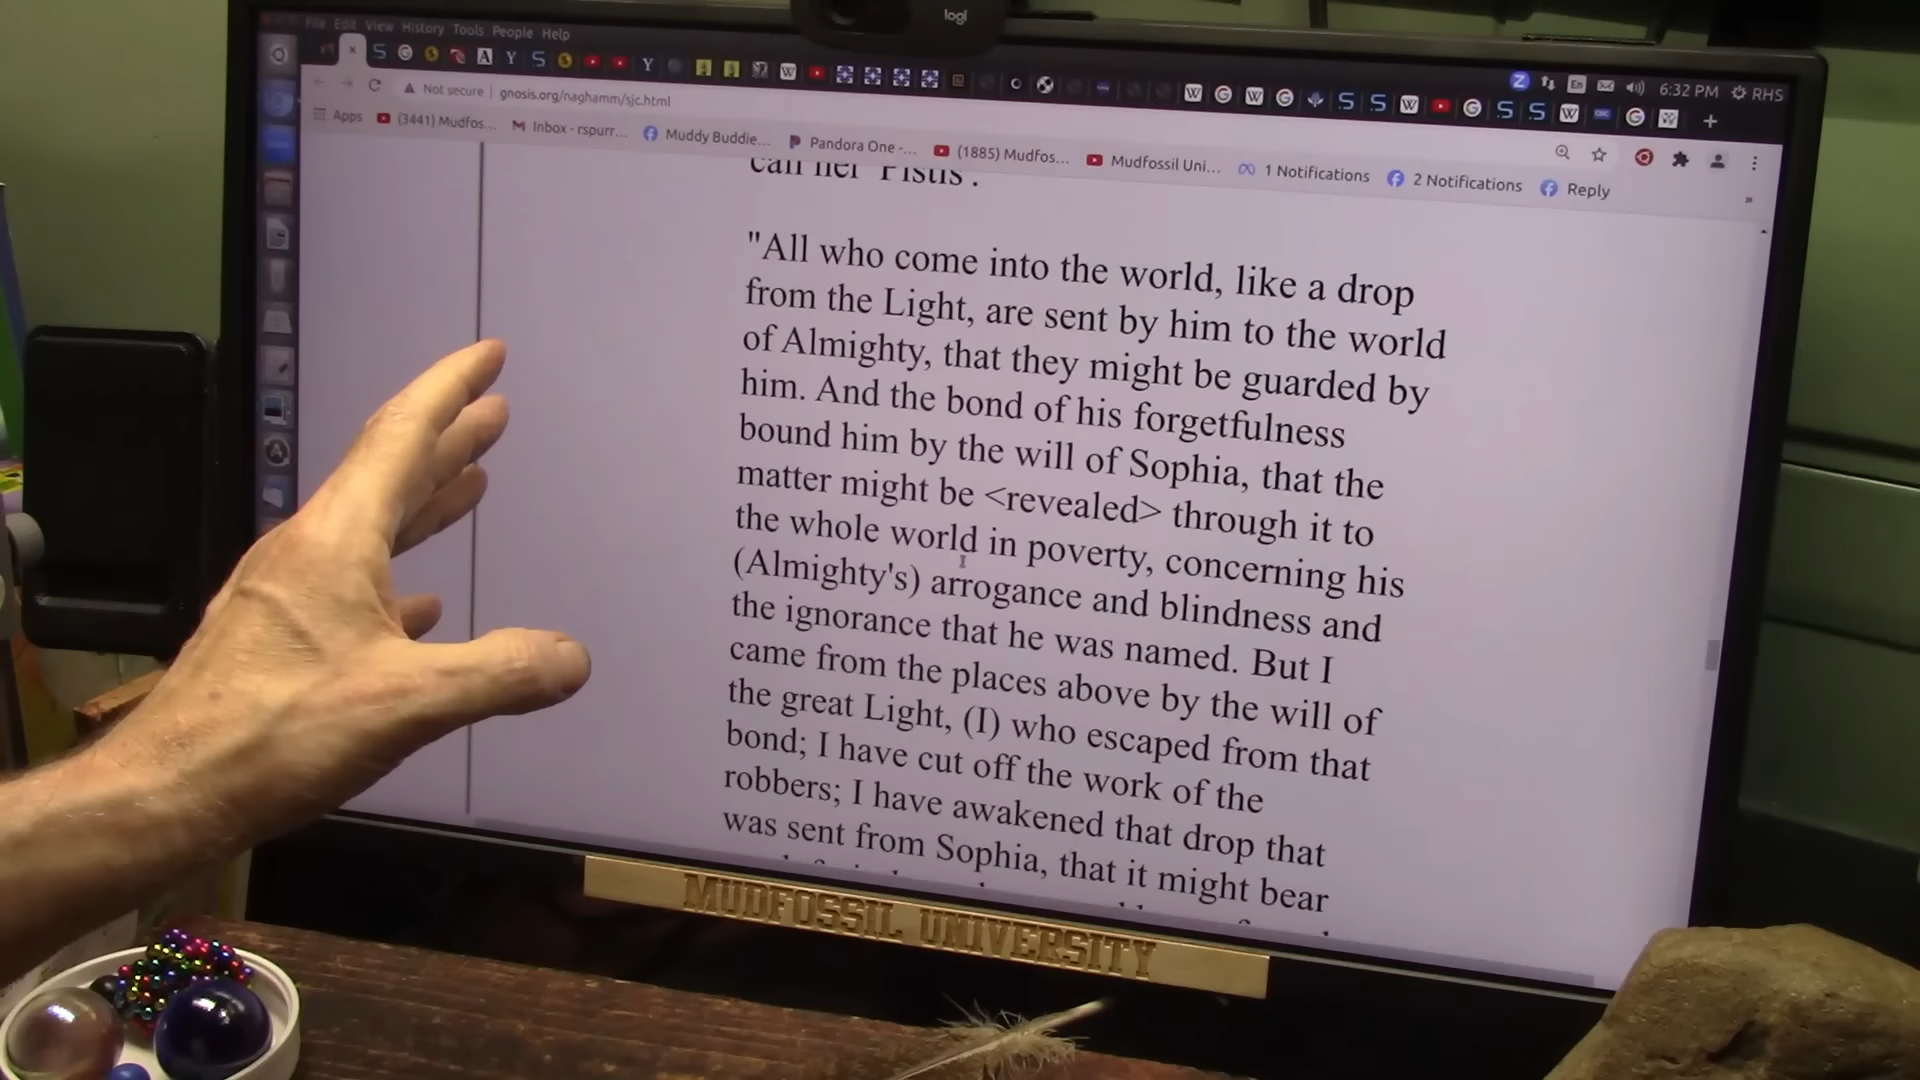 logi
File Edit View History Tools People Help
6:32 PM RHS
Not secure | gnosis.org/naghamm/sjc.html
Apps (3441) Mudfos... Inbox - rspurr... Muddy Buddie... Pandora One -... (1885) Mudfos... Mudfossil Uni... 1 Notifications 2 Notifications Reply »
call her 'Pistis'.
"All who come into the world, like a drop
from the Light, are sent by him to the world
of Almighty, that they might be guarded by
him. And the bond of his forgetfulness
bound him by the will of Sophia, that the
matter might be <revealed> through it to
the whole world in poverty, concerning his
(Almighty's) arrogance and blindness and
the ignorance that he was named. But I
came from the places above by the will of
the great Light, (I) who escaped from that
bond; I have cut off the work of the
robbers; I have awakened that drop that
was sent from Sophia, that it might bear
MUDFOSSIL UNIVERSITY